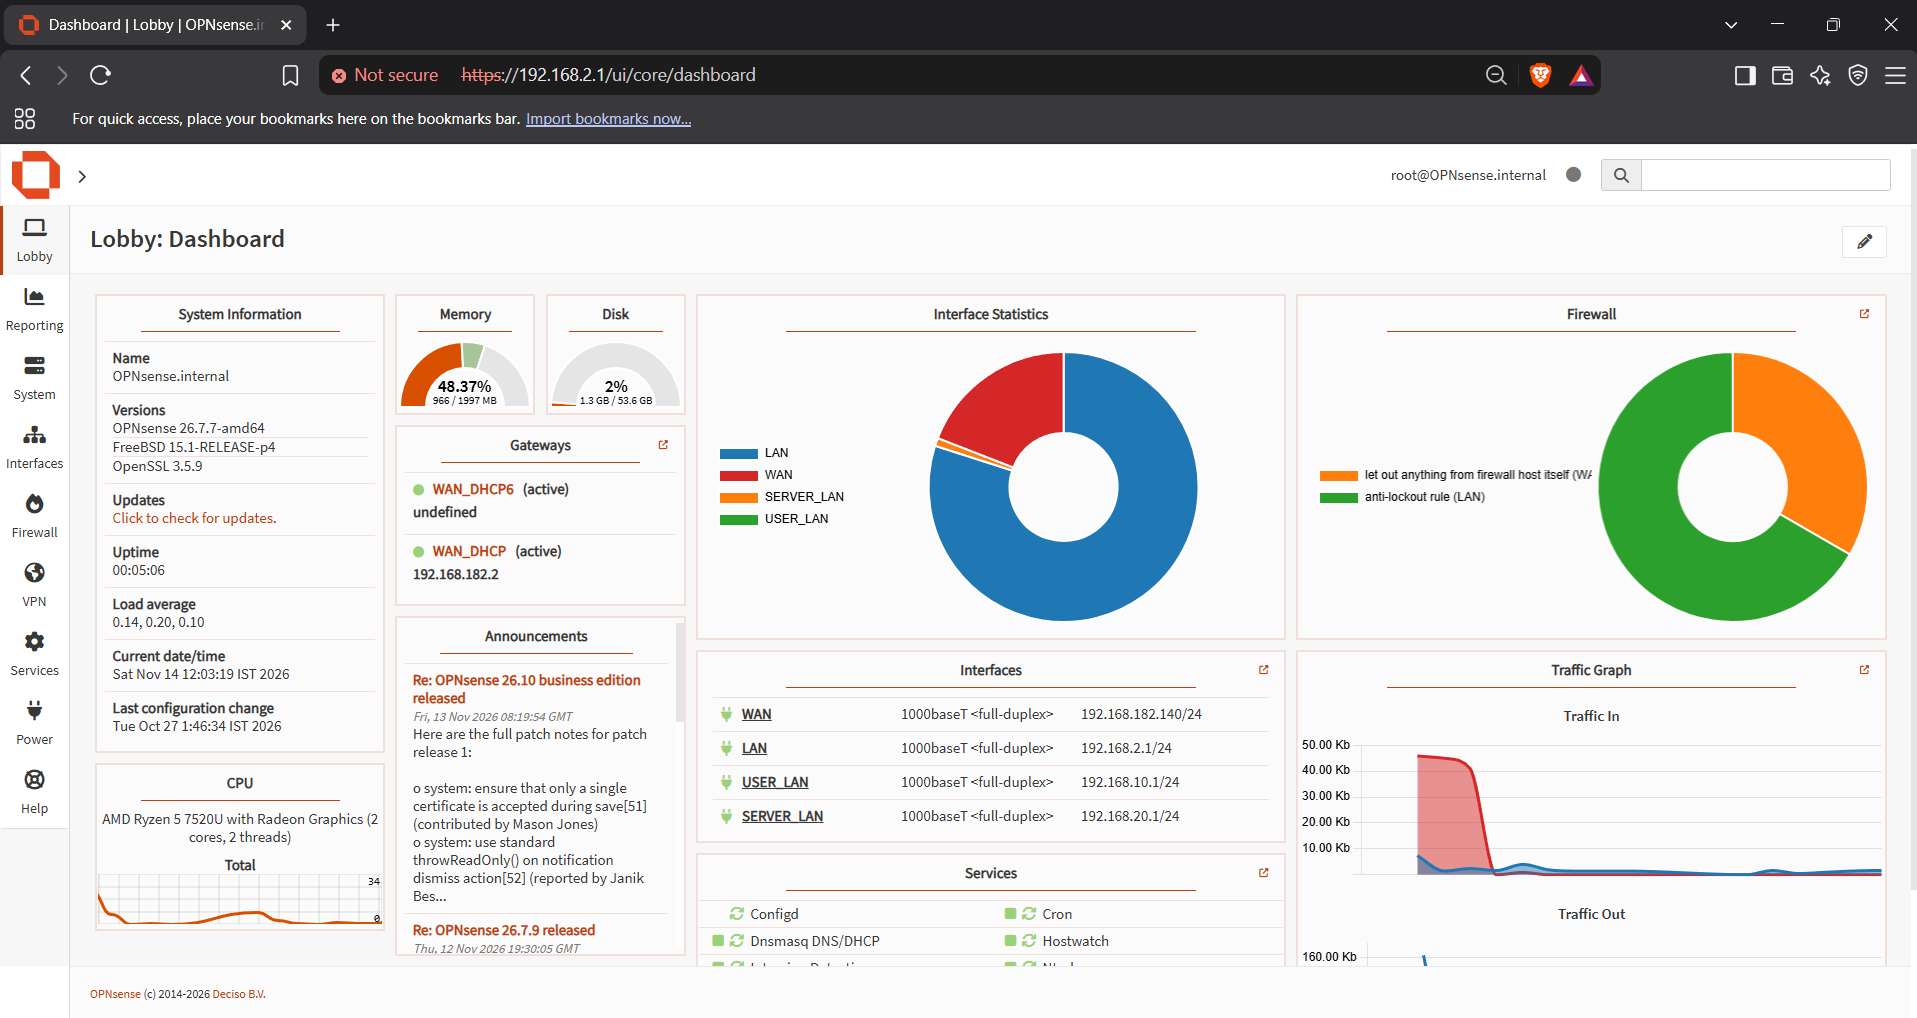 Dashboard | Lobby | OPNsense.in
Not secure https://192.168.2.1/ui/core/dashboard
For quick access, place your bookmarks here on the bookmarks bar. Import bookmarks now...
root@OPNsense.internal
Lobby
Reporting
System
Interfaces
Firewall
VPN
Services
Power
Help
Lobby: Dashboard
System Information
Name
OPNsense.internal
Versions
OPNsense 26.7.7-amd64
FreeBSD 15.1-RELEASE-p4
OpenSSL 3.5.9
Updates
Click to check for updates.
Uptime
00:05:06
Load average
0.14, 0.20, 0.10
Current date/time
Sat Nov 14 12:03:19 IST 2026
Last configuration change
Tue Oct 27 1:46:34 IST 2026
CPU
AMD Ryzen 5 7520U with Radeon Graphics (2
cores, 2 threads)
Total
34
0
Memory
48.37%
966 / 1997 MB
Disk
2%
1.3 GB / 53.6 GB
Gateways
WAN_DHCP6 (active)
undefined
WAN_DHCP (active)
192.168.182.2
Announcements
Re: OPNsense 26.10 business edition
released
Fri, 13 Nov 2026 08:19:54 GMT
Here are the full patch notes for patch
release 1:
o system: ensure that only a single
certificate is accepted during save[51]
(contributed by Mason Jones)
o system: use standard
throwReadOnly() on notification
dismiss action[52] (reported by Janik
Bes...
Re: OPNsense 26.7.9 released
Thu, 12 Nov 2026 19:30:05 GMT
Interface Statistics
LAN
WAN
SERVER_LAN
USER_LAN
Interfaces
WAN 1000baseT <full-duplex> 192.168.182.140/24
LAN 1000baseT <full-duplex> 192.168.2.1/24
USER_LAN 1000baseT <full-duplex> 192.168.10.1/24
SERVER_LAN 1000baseT <full-duplex> 192.168.20.1/24
Services
Configd Cron
Dnsmasq DNS/DHCP Hostwatch
Firewall
let out anything from firewall host itself (WA
anti-lockout rule (LAN)
Traffic Graph
Traffic In
50.00 Kb
40.00 Kb
30.00 Kb
20.00 Kb
10.00 Kb
Traffic Out
160.00 Kb
OPNsense (c) 2014-2026 Deciso B.V.